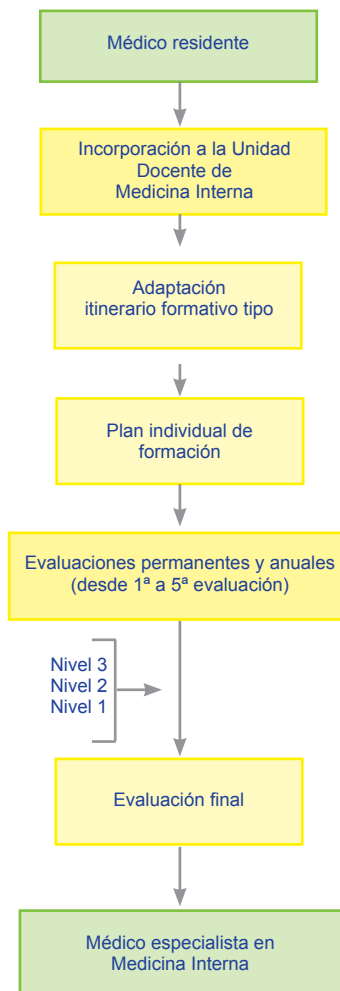 Médico residente
Incorporación a la Unidad
Docente de
Medicina Interna
Adaptación
itinerario formativo tipo
Plan individual de
formación
Evaluaciones permanentes y anuales
(desde 1ª a 5ª evaluación)
Nivel 3
Nivel 2
Nivel 1
Evaluación final
Médico especialista en
Medicina Interna